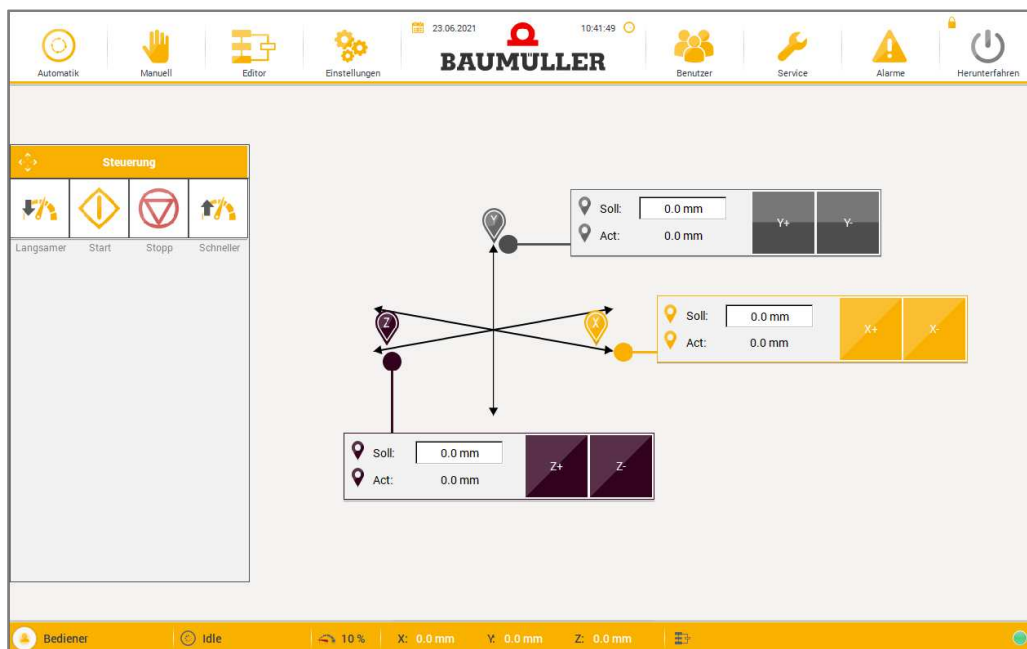 23.06.2021 10:41:49
BAUMÜLLER
Automatik Manuell Editor Einstellungen Benutzer Service Alarme Herunterfahren
Steuerung
Langsamer Start Stopp Schneller
Y
Soll: 0.0 mm
Act: 0.0 mm
Y+ Y-
Z
X
Soll: 0.0 mm
Act: 0.0 mm
X+ X-
Soll: 0.0 mm
Act: 0.0 mm
Z+ Z-
Bediener Idle 10 % X: 0.0 mm Y: 0.0 mm Z: 0.0 mm